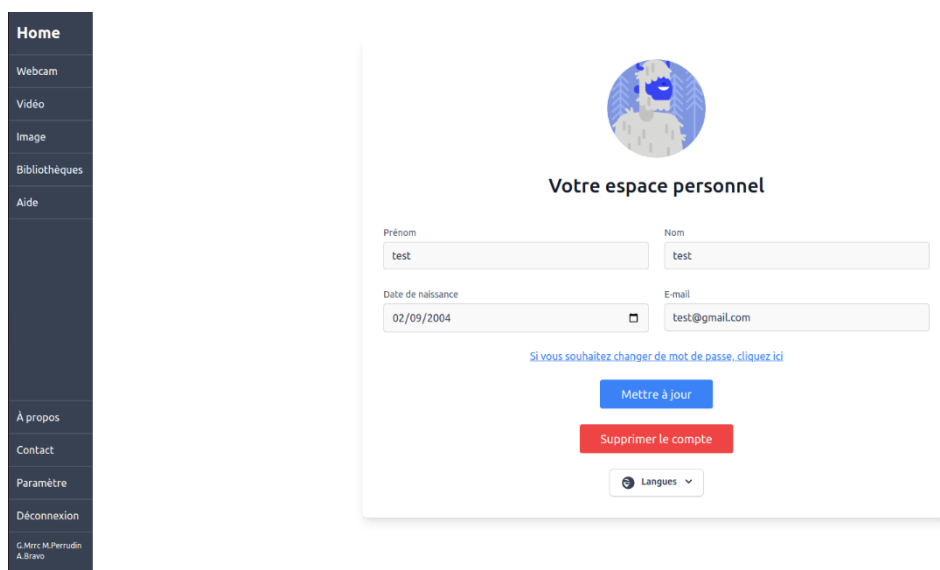 Home
Webcam
Vidéo
Image
Bibliothèques
Aide
À propos
Contact
Paramètre
Déconnexion
G.Mrrc M.Perrudin
A.Bravo
Votre espace personnel
Prénom
Nom
test
test
Date de naissance
E-mail
02/09/2004
test@gmail.com
Si vous souhaitez changer de mot de passe, cliquez ici
Mettre à jour
Supprimer le compte
Langues